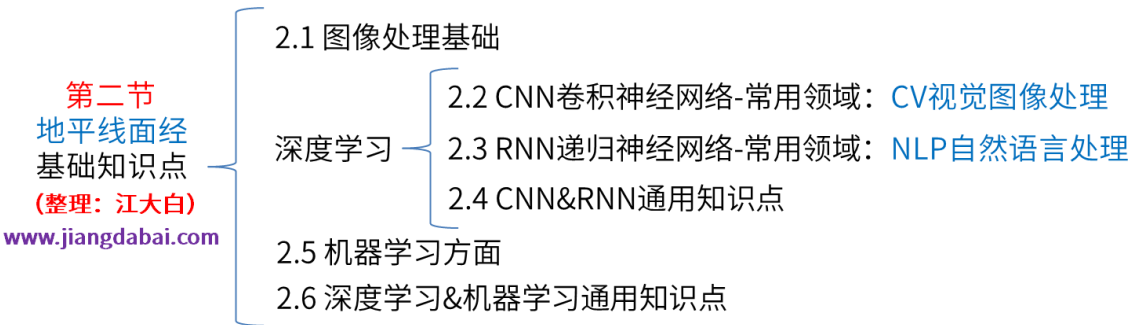 第二节
地平线面经
基础知识点
(整理：江大白)
www.jiangdabai.com
2.1 图像处理基础
深度学习
2.2 CNN卷积神经网络-常用领域：CV视觉图像处理
2.3 RNN递归神经网络-常用领域：NLP自然语言处理
2.4 CNN&RNN通用知识点
2.5 机器学习方面
2.6 深度学习&机器学习通用知识点